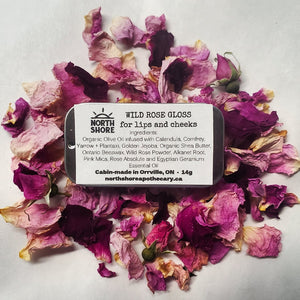 NORTH
SHORE
WILD ROSE GLOSS
for lips and cheeks
Ingredients:
Organic Olive Oil infused with Calendula, Comfrey,
Yarrow + Plantain, Golden Jojoba, Organic Shea Butter,
Ontario Beeswax, Wild Rose Powder, Alkanet Root,
Pink Mica, Rose Absolute and Egyptian Geranium
Essential Oil
Cabin-made in Orrville, ON • 14g
northshoreapothecary.ca